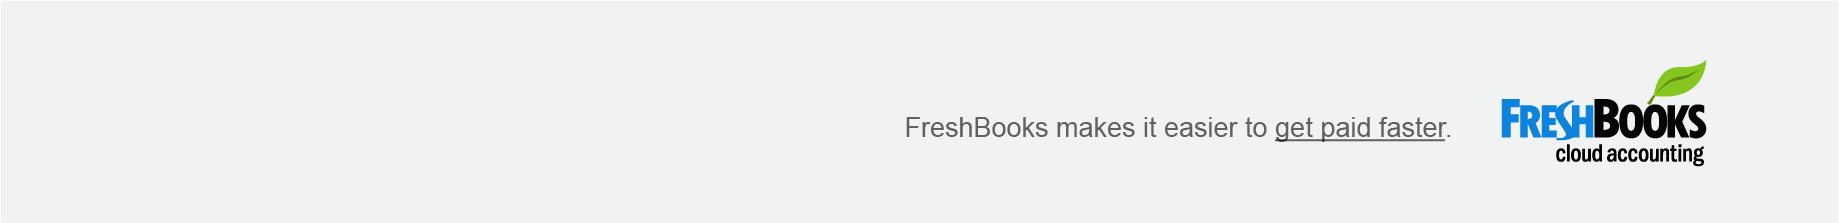 FreshBooks makes it easier to get paid faster.
FRESHBOOKS
cloud accounting